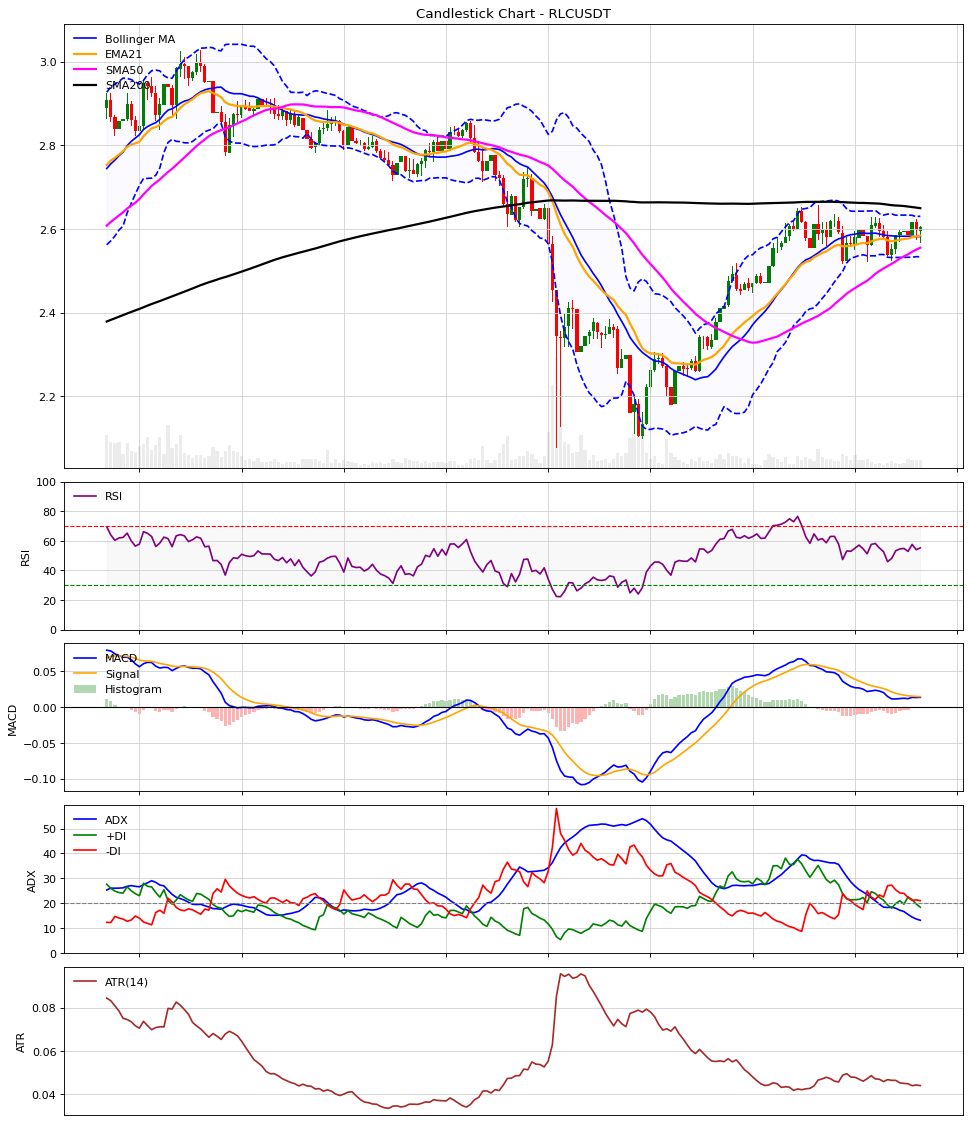 Candlestick Chart - RLCUSDT
Bollinger MA
EMA21
SMA50
SMA200
3.0
2.8
2.6
2.4
2.2
RSI
100
80
60
40
20
0
RSI
MACD
Signal
Histogram
0.05
0.00
−0.05
−0.10
MACD
ADX
+DI
-DI
50
40
30
20
10
0
ADX
ATR(14)
0.08
0.06
0.04
ATR